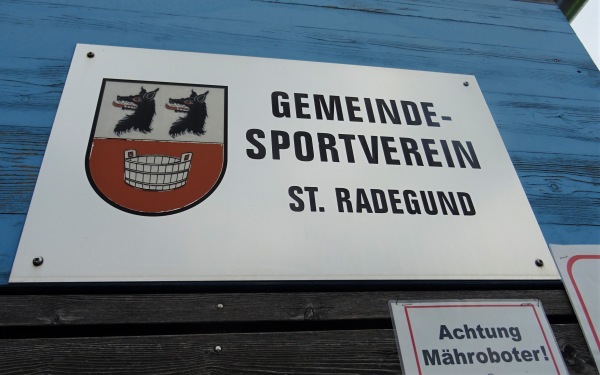 GEMEINDE-
SPORTVEREIN
ST. RADEGUND
Achtung
Mähroboter!